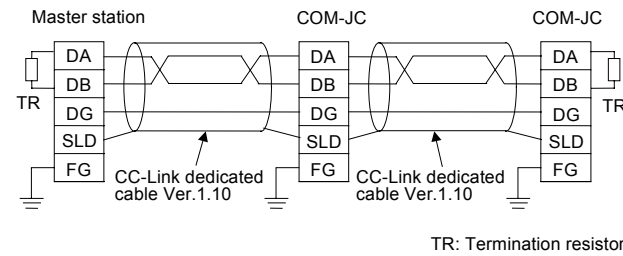 Master station COM-JC COM-JC
DA DA DA
DB DB DB
TR TR
DG DG DG
SLD SLD SLD
FG FG FG
CC-Link dedicated CC-Link dedicated
cable Ver.1.10 cable Ver.1.10
TR: Termination resistor